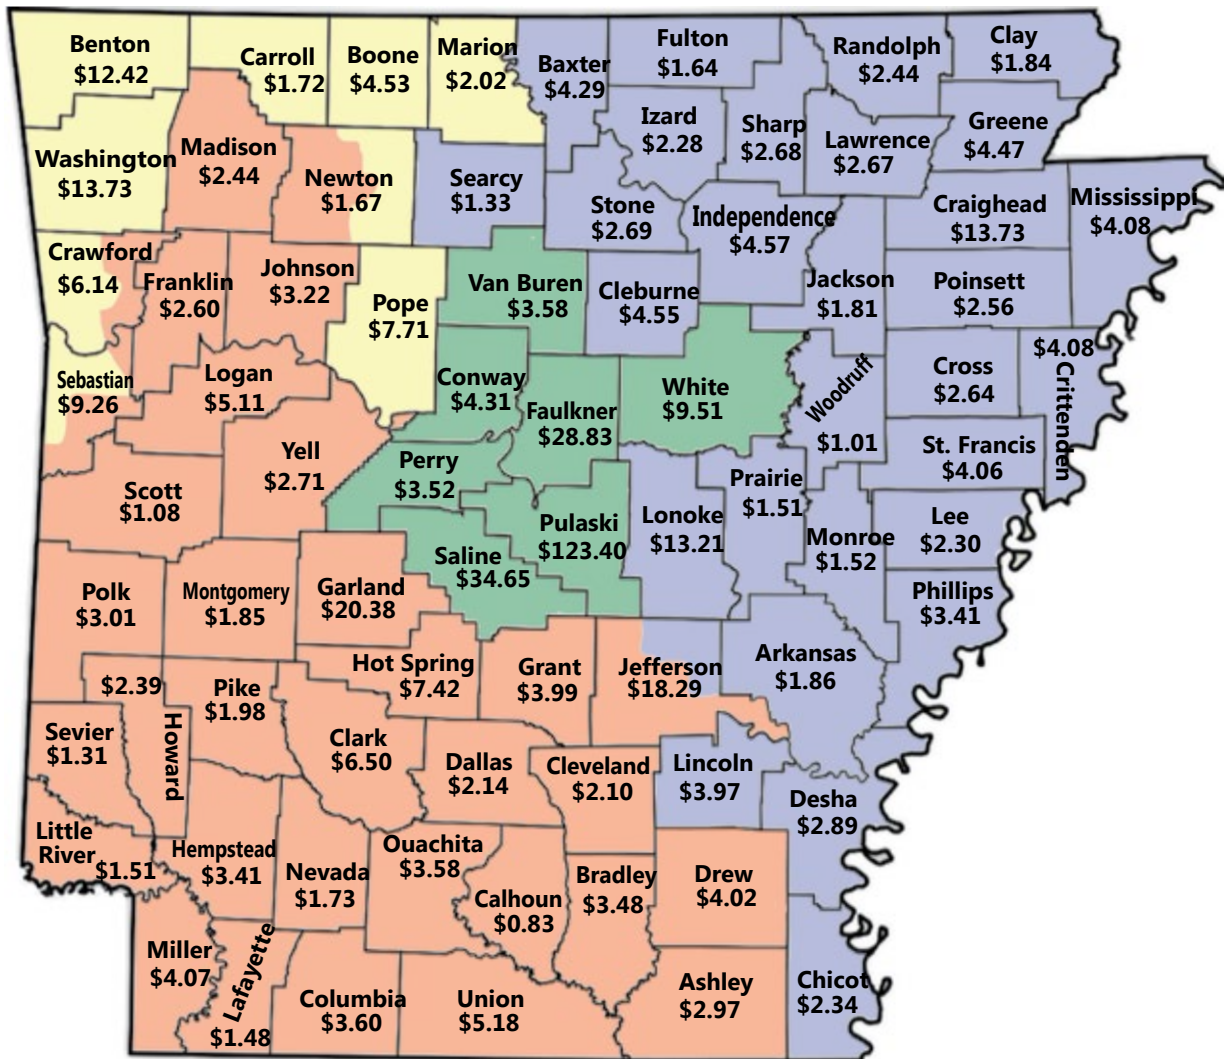 Benton
$12.42
Carroll
$1.72
Boone
$4.53
Marion
$2.02
Baxter
$4.29
Fulton
$1.64
Randolph
$2.44
Clay
$1.84
Washington
$13.73
Madison
$2.44
Newton
$1.67
Searcy
$1.33
Izard
$2.28
Sharp
$2.68
Lawrence
$2.67
Greene
$4.47
Stone
$2.69
Independence
$4.57
Craighead
$13.73
Mississippi
$4.08
Crawford
$6.14
Franklin
$2.60
Johnson
$3.22
Pope
$7.71
Van Buren
$3.58
Cleburne
$4.55
Jackson
$1.81
Poinsett
$2.56
Sebastian
$9.26
Logan
$5.11
Conway
$4.31
Faulkner
$28.83
White
$9.51
Woodruff
$1.01
Cross
$2.64
$4.08
Crittenden
Yell
$2.71
Perry
$3.52
St. Francis
$4.06
Scott
$1.08
Saline
$34.65
Pulaski
$123.40
Lonoke
$13.21
Prairie
$1.51
Monroe
$1.52
Lee
$2.30
Polk
$3.01
Montgomery
$1.85
Garland
$20.38
Phillips
$3.41
Hot Spring
$7.42
Grant
$3.99
Jefferson
$18.29
Arkansas
$1.86
$2.39
Howard
Pike
$1.98
Sevier
$1.31
Clark
$6.50
Dallas
$2.14
Cleveland
$2.10
Lincoln
$3.97
Desha
$2.89
Little
River
$1.51
Hempstead
$3.41
Nevada
$1.73
Ouachita
$3.58
Calhoun
$0.83
Bradley
$3.48
Drew
$4.02
Miller
$4.07
Lafayette
$1.48
Columbia
$3.60
Union
$5.18
Ashley
$2.97
Chicot
$2.34